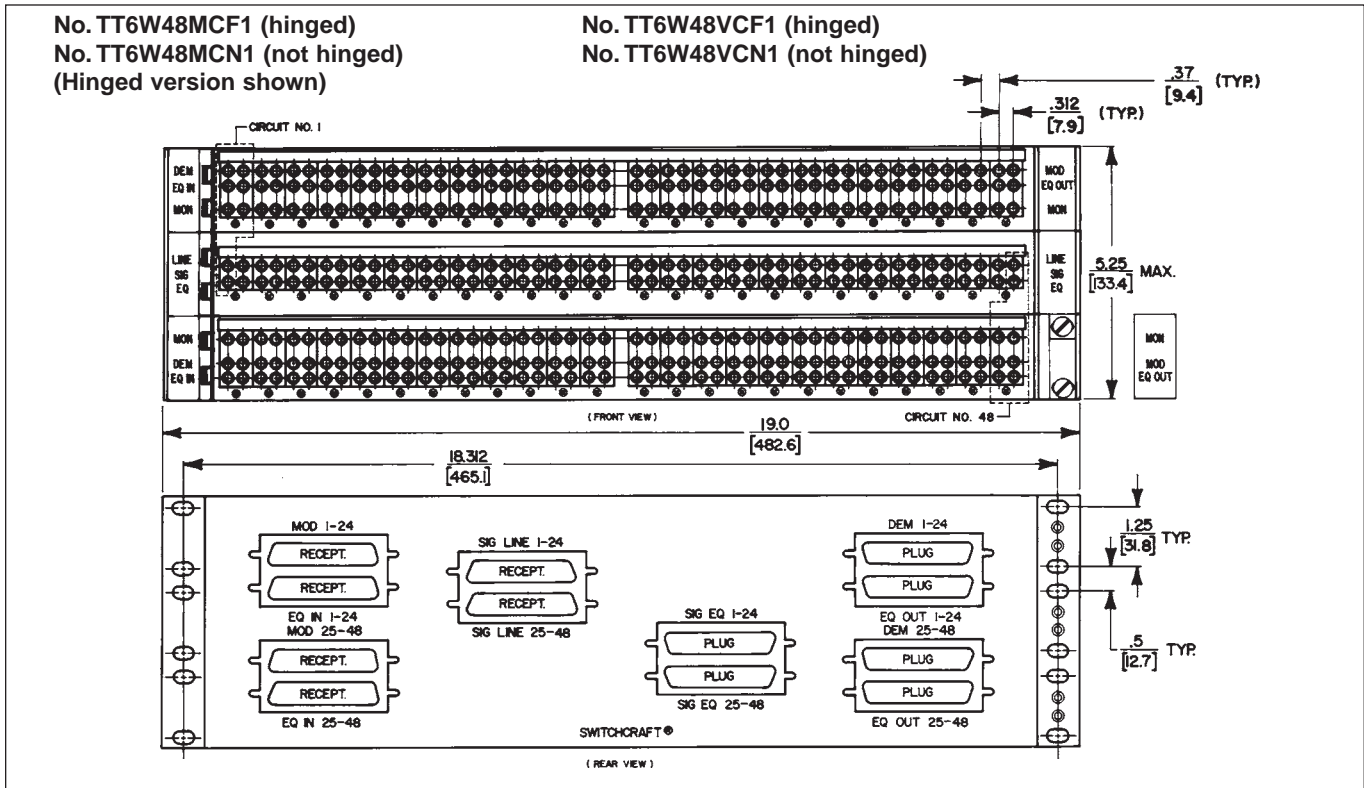 No. TT6W48MCF1 (hinged)
No. TT6W48MCN1 (not hinged)
(Hinged version shown)
No. TT6W48VCF1 (hinged)
No. TT6W48VCN1 (not hinged)
.37
[9.4]
(TYP.)
.312
[7.9]
(TYP.)
CIRCUIT NO. 1
DEM
EQ IN
MON
MOD
EQ OUT
MON
LINE
SIG
EQ
LINE
SIG
EQ
5.25
[133.4]
MAX.
MON
DEM
EQ IN
MON
MOD
EQ OUT
(FRONT VIEW)
CIRCUIT NO. 48
19.0
[482.6]
18.312
[465.1]
MOD 1-24
RECEPT.
RECEPT.
EQ IN 1-24
MOD 25-48
RECEPT.
RECEPT.
EQ IN 25-48
SIG LINE 1-24
RECEPT.
RECEPT.
SIG LINE 25-48
SIG EQ 1-24
PLUG
PLUG
SIG EQ 25-48
DEM 1-24
PLUG
PLUG
EQ OUT 1-24
DEM 25-48
PLUG
PLUG
EQ OUT 25-48
1.25
[31.8]
TYP.
.5
[12.7]
TYP.
SWITCHCRAFT®
(REAR VIEW)